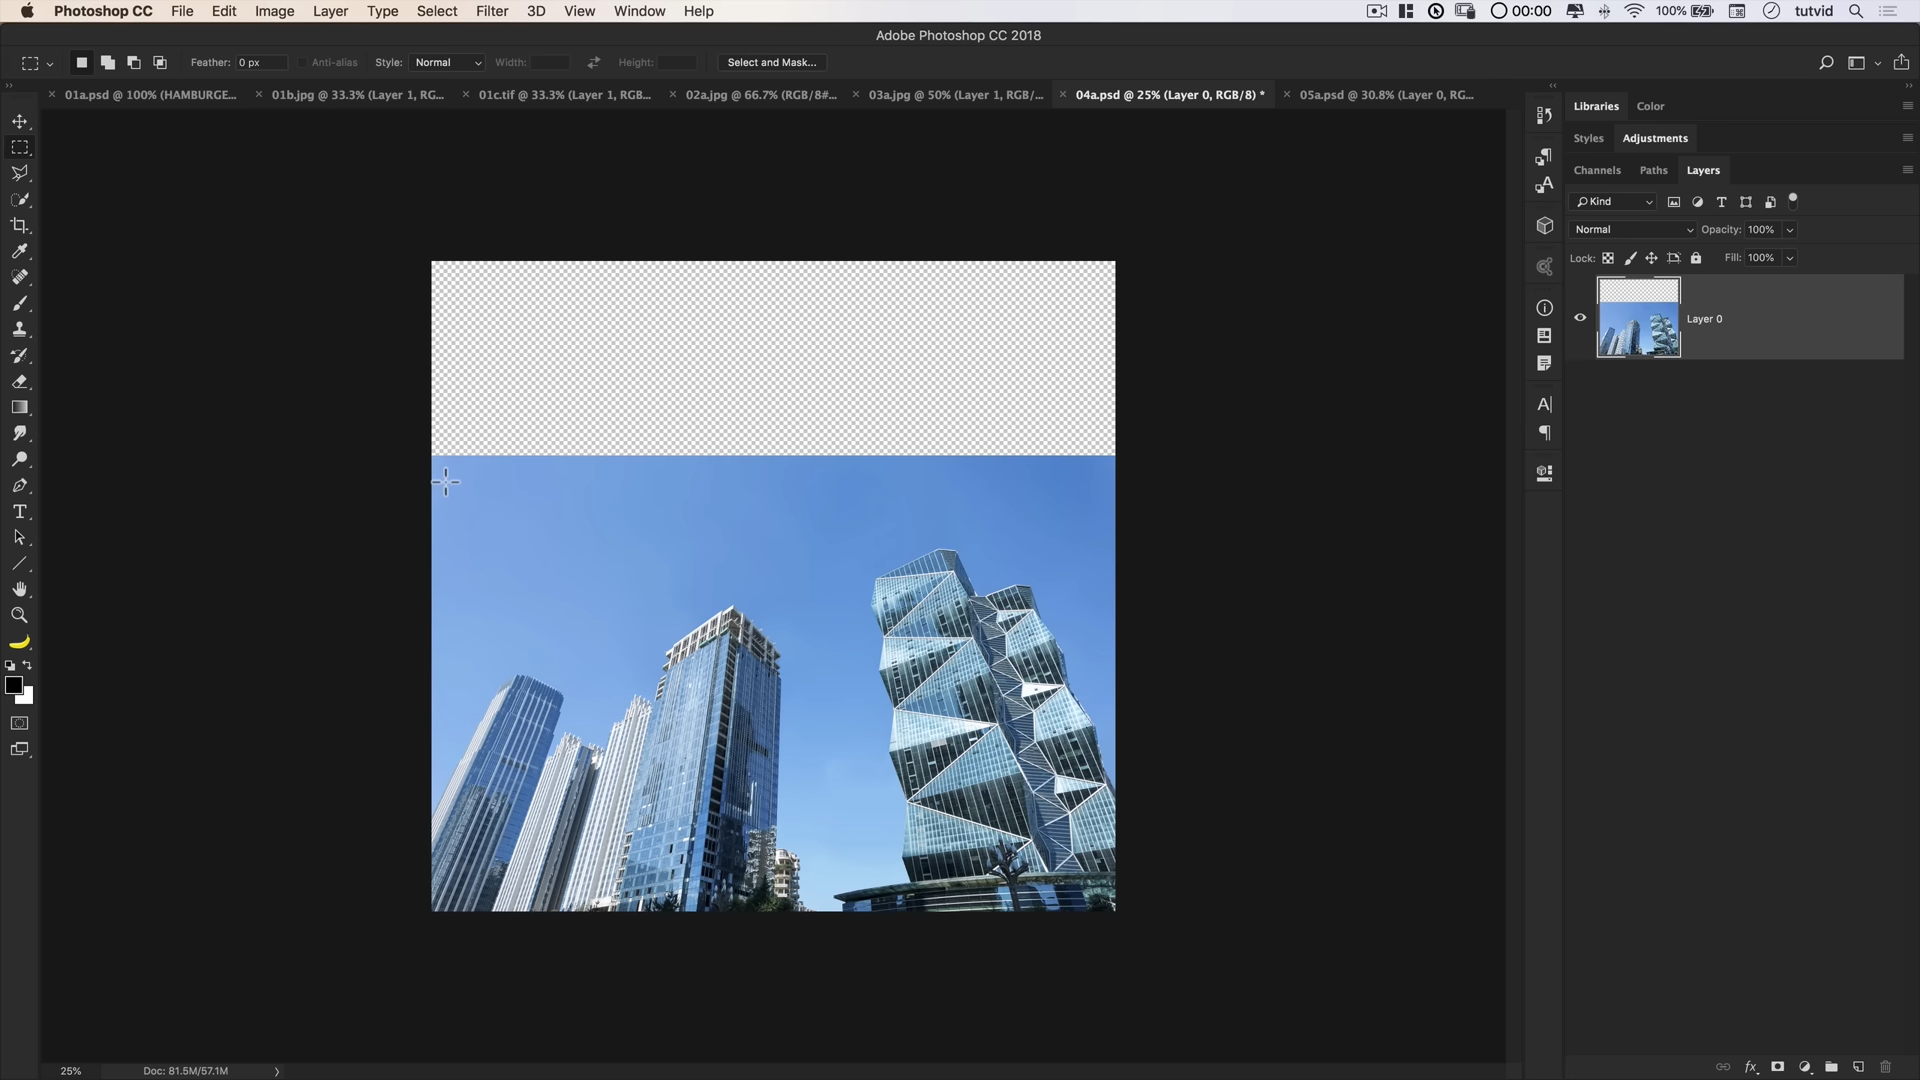 Photoshop CC File Edit Image Layer Type Select Filter 3D View Window Help 00:00 100% tutvid
Adobe Photoshop CC 2018
Feather: 0 px Anti-alias Style: Normal Width: Height: Select and Mask...
01a.psd @ 100% (HAMBURGE... 01b.jpg @ 33.3% (Layer 1, RG... 01c.tif @ 33.3% (Layer 1, RGB... 02a.jpg @ 66.7% (RGB/8#... 03a.jpg @ 50% (Layer 1, RGB/... 04a.psd @ 25% (Layer 0, RGB/8) * 05a.psd @ 30.8% (Layer 0, RG...
Libraries Color
Styles Adjustments
Channels Paths Layers
Kind
Normal Opacity: 100%
Lock: Fill: 100%
Layer 0
25% Doc: 81.5M/57.1M